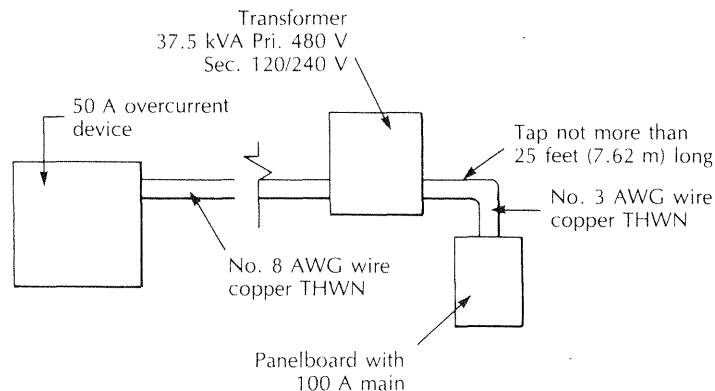 Transformer
37.5 kVA Pri. 480 V
Sec. 120/240 V
50 A overcurrent
device
Tap not more than
25 feet (7.62 m) long
No. 3 AWG wire
copper THWN
No. 8 AWG wire
copper THWN
Panelboard with
100 A main